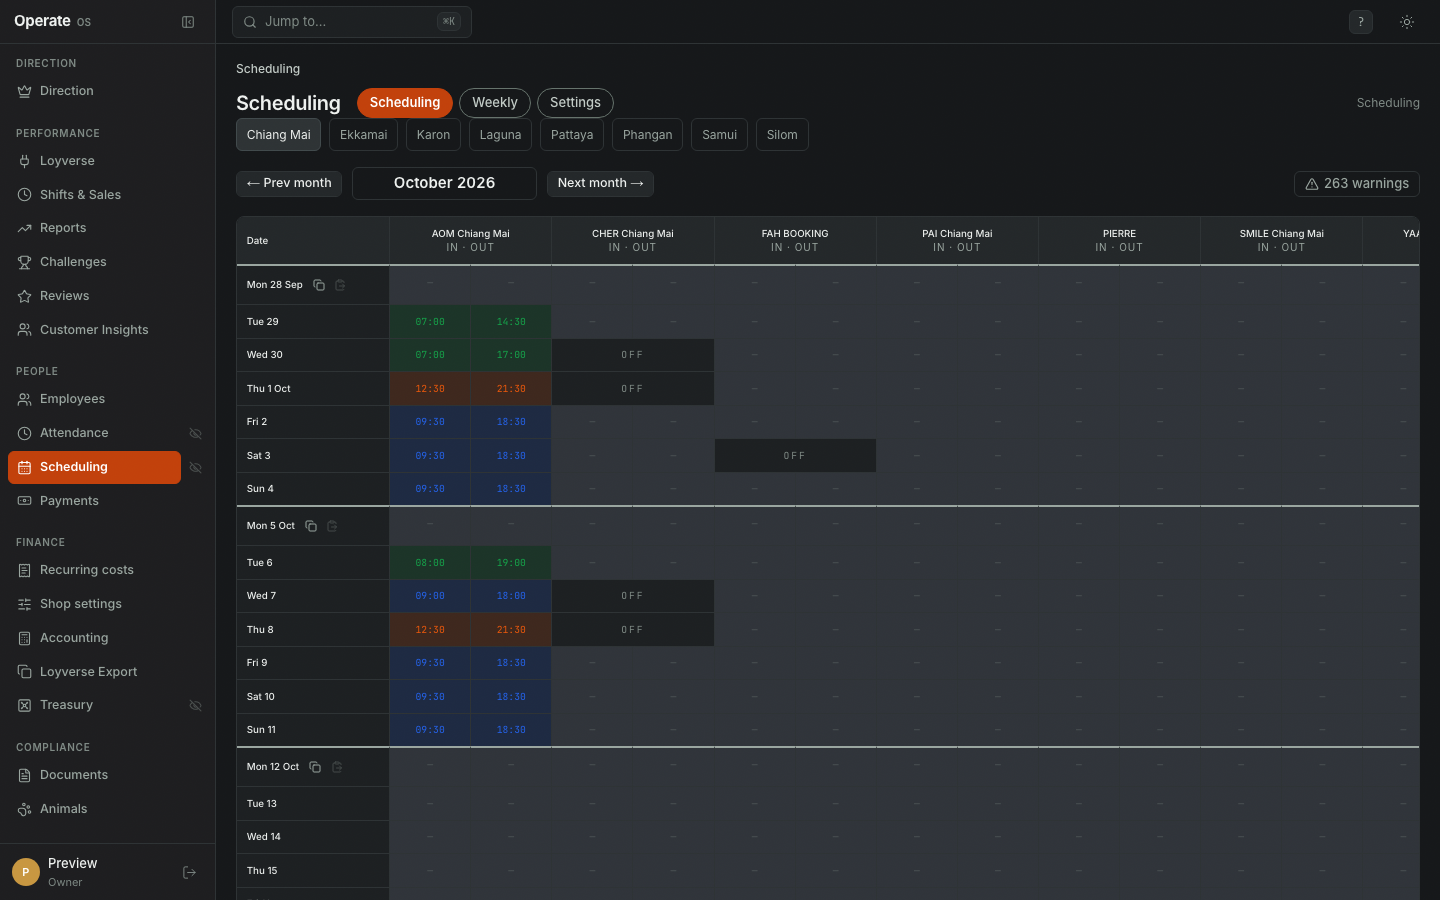 Operate OS
Jump to...
⌘K
?
DIRECTION
Direction
PERFORMANCE
Loyverse
Shifts & Sales
Reports
Challenges
Reviews
Customer Insights
PEOPLE
Employees
Attendance
Scheduling
Payments
FINANCE
Recurring costs
Shop settings
Accounting
Loyverse Export
Treasury
COMPLIANCE
Documents
Animals
P
Preview
Owner
Scheduling
Scheduling Scheduling Weekly Settings Scheduling
Chiang Mai Ekkamai Karon Laguna Pattaya Phangan Samui Silom
← Prev month October 2026 Next month → 263 warnings
Date AOM Chiang Mai CHER Chiang Mai FAH BOOKING PAI Chiang Mai PIERRE SMILE Chiang Mai YAA
IN · OUT IN · OUT IN · OUT IN · OUT IN · OUT IN · OUT
Mon 28 Sep – – – – – – – – – – – – –
Tue 29 07:00 14:30 – – – – – – – – – – –
Wed 30 07:00 17:00 OFF – – – – – – – – –
Thu 1 Oct 12:30 21:30 OFF – – – – – – – – –
Fri 2 09:30 18:30 – – – – – – – – – – –
Sat 3 09:30 18:30 – – OFF – – – – – – –
Sun 4 09:30 18:30 – – – – – – – – – – –
Mon 5 Oct – – – – – – – – – – – – –
Tue 6 08:00 19:00 – – – – – – – – – – –
Wed 7 09:00 18:00 OFF – – – – – – – – –
Thu 8 12:30 21:30 OFF – – – – – – – – –
Fri 9 09:30 18:30 – – – – – – – – – – –
Sat 10 09:30 18:30 – – – – – – – – – – –
Sun 11 09:30 18:30 – – – – – – – – – – –
Mon 12 Oct – – – – – – – – – – – – –
Tue 13 – – – – – – – – – – – – –
Wed 14 – – – – – – – – – – – – –
Thu 15 – – – – – – – – – – – – –